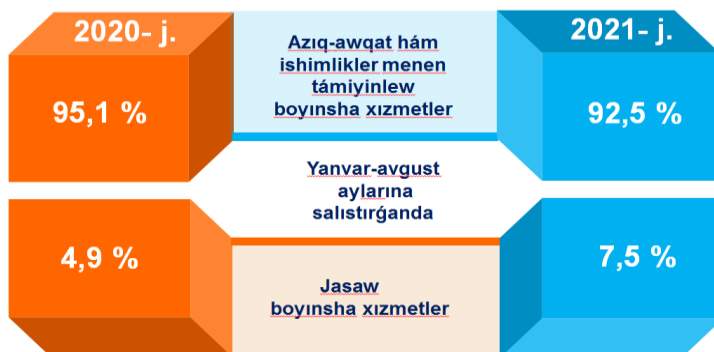 2020- j.
2021- j.
Azıq-awqat hám
ishimlikler menen
támiyinlew
boyınsha xızmetler
95,1 %
92,5 %
Yanvar-avgust
aylarına
salıstırǵanda
4,9 %
7,5 %
Jasaw
boyınsha xızmetler